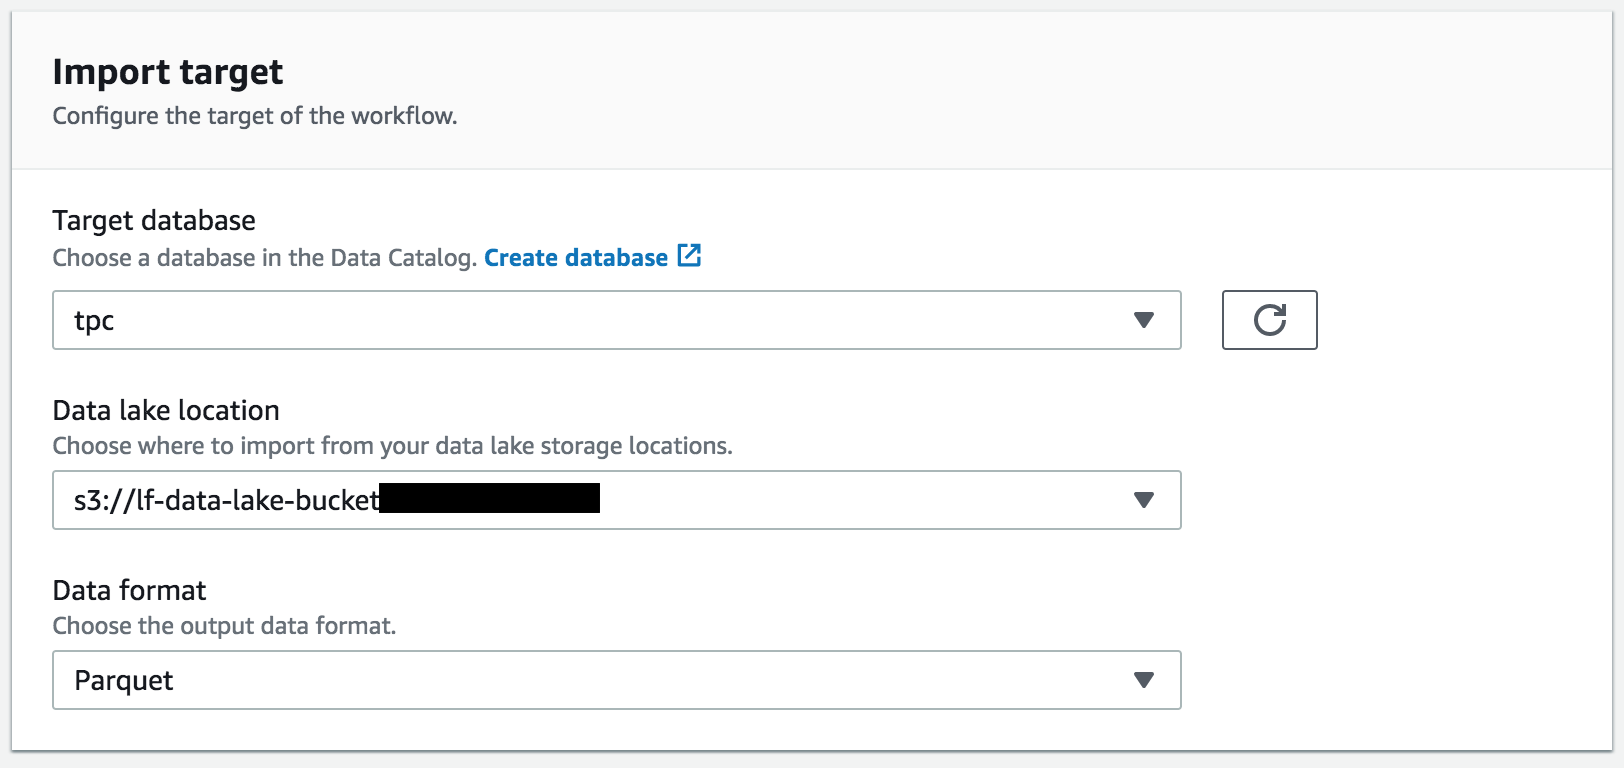 Import target
Configure the target of the workflow.
Target database
Choose a database in the Data Catalog. Create database
tpc
Data lake location
Choose where to import from your data lake storage locations.
s3://lf-data-lake-bucket
Data format
Choose the output data format.
Parquet